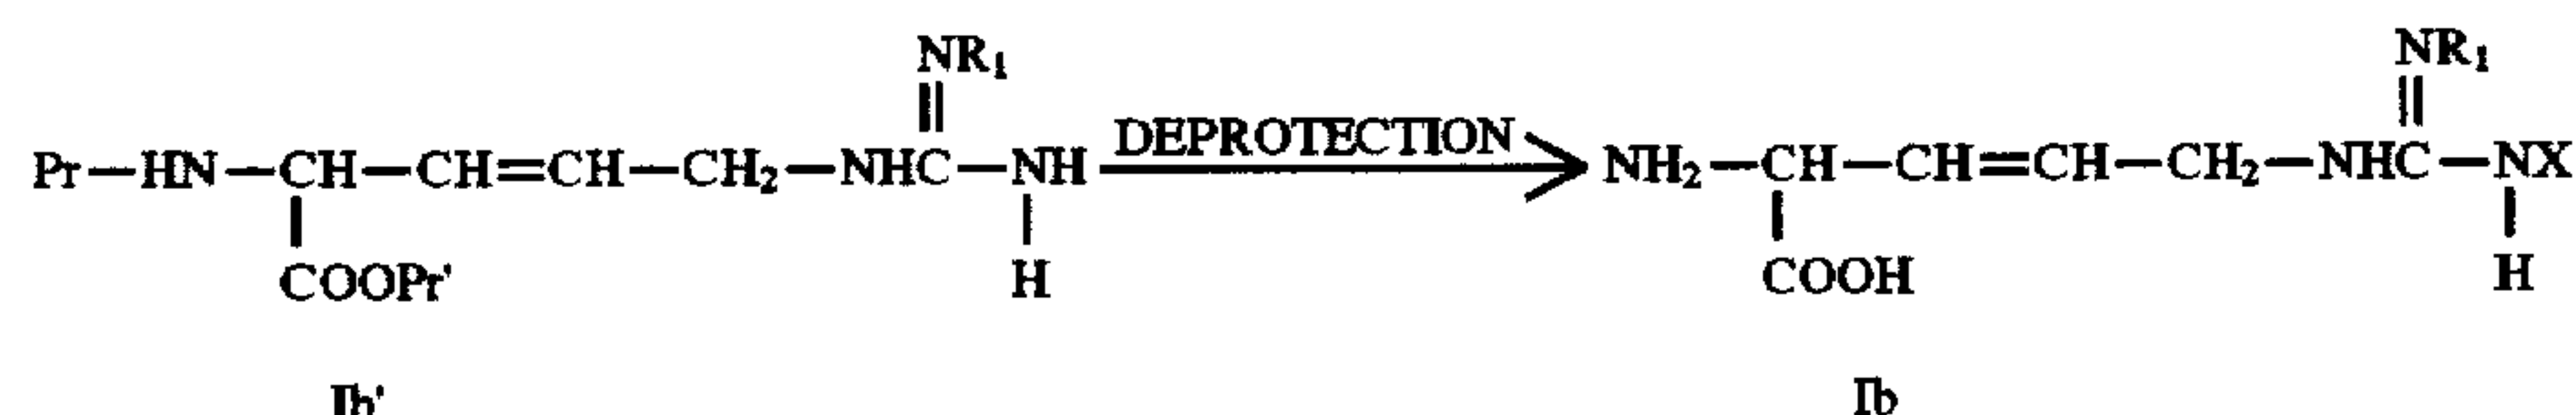 NR₁ NR₁
Pr—HN—CH—CH=CH—CH₂—NHC—NH DEPROTECTION NH₂—CH—CH=CH—CH₂—NHC—NX
COOPr' H COOH H
Ib' Ib